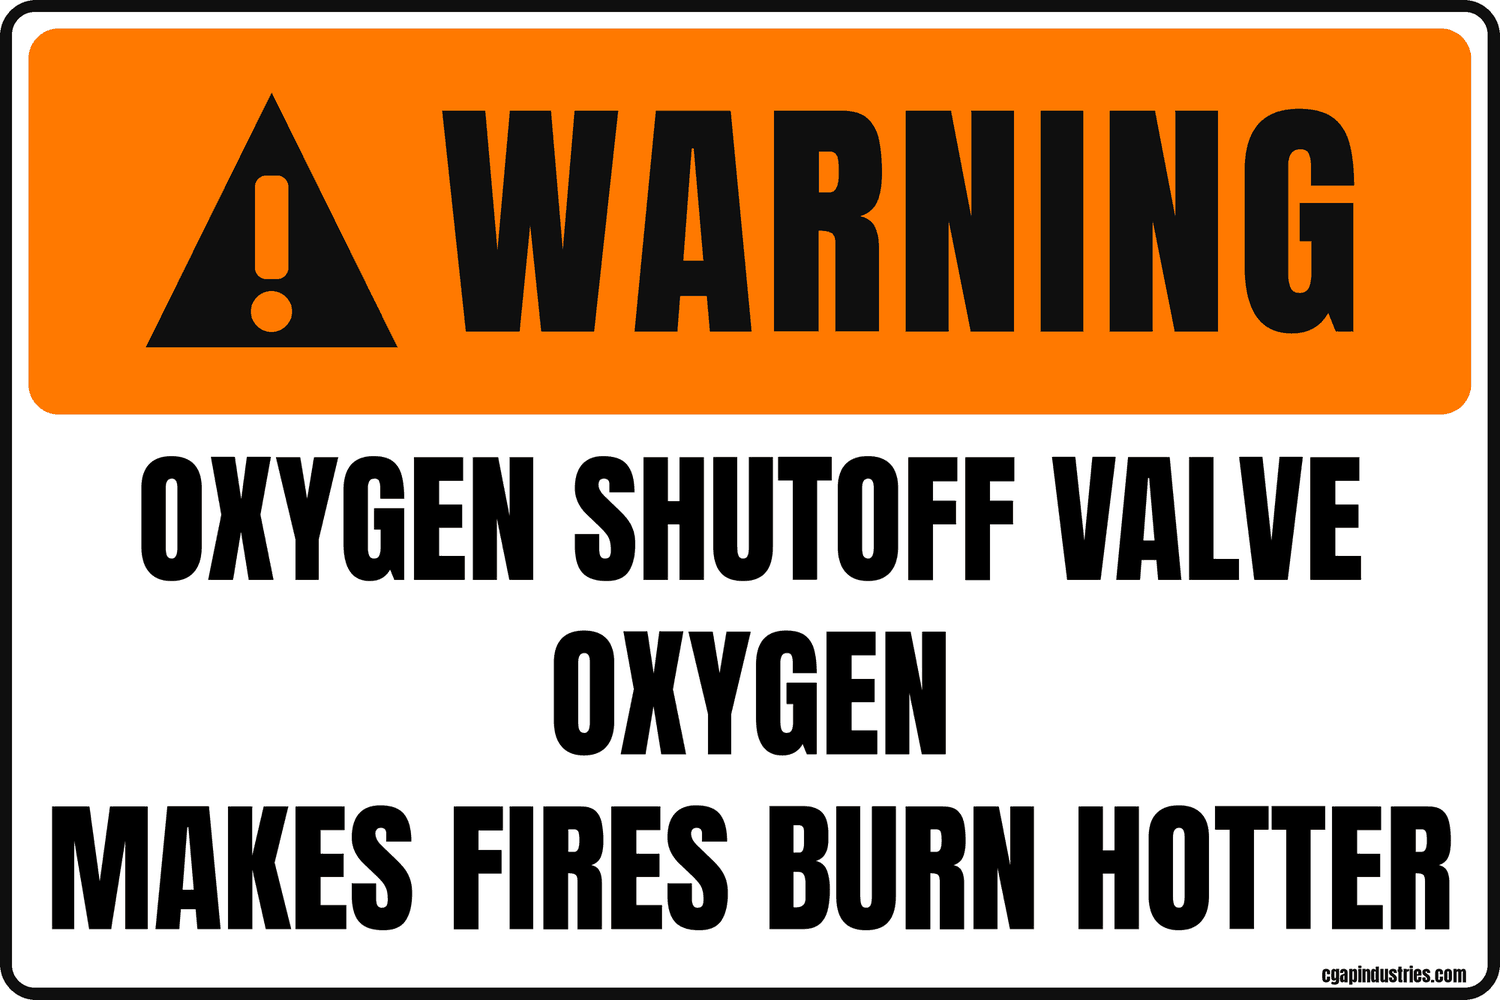 WARNING
OXYGEN SHUTOFF VALVE
OXYGEN
MAKES FIRES BURN HOTTER
cgapindustries.com